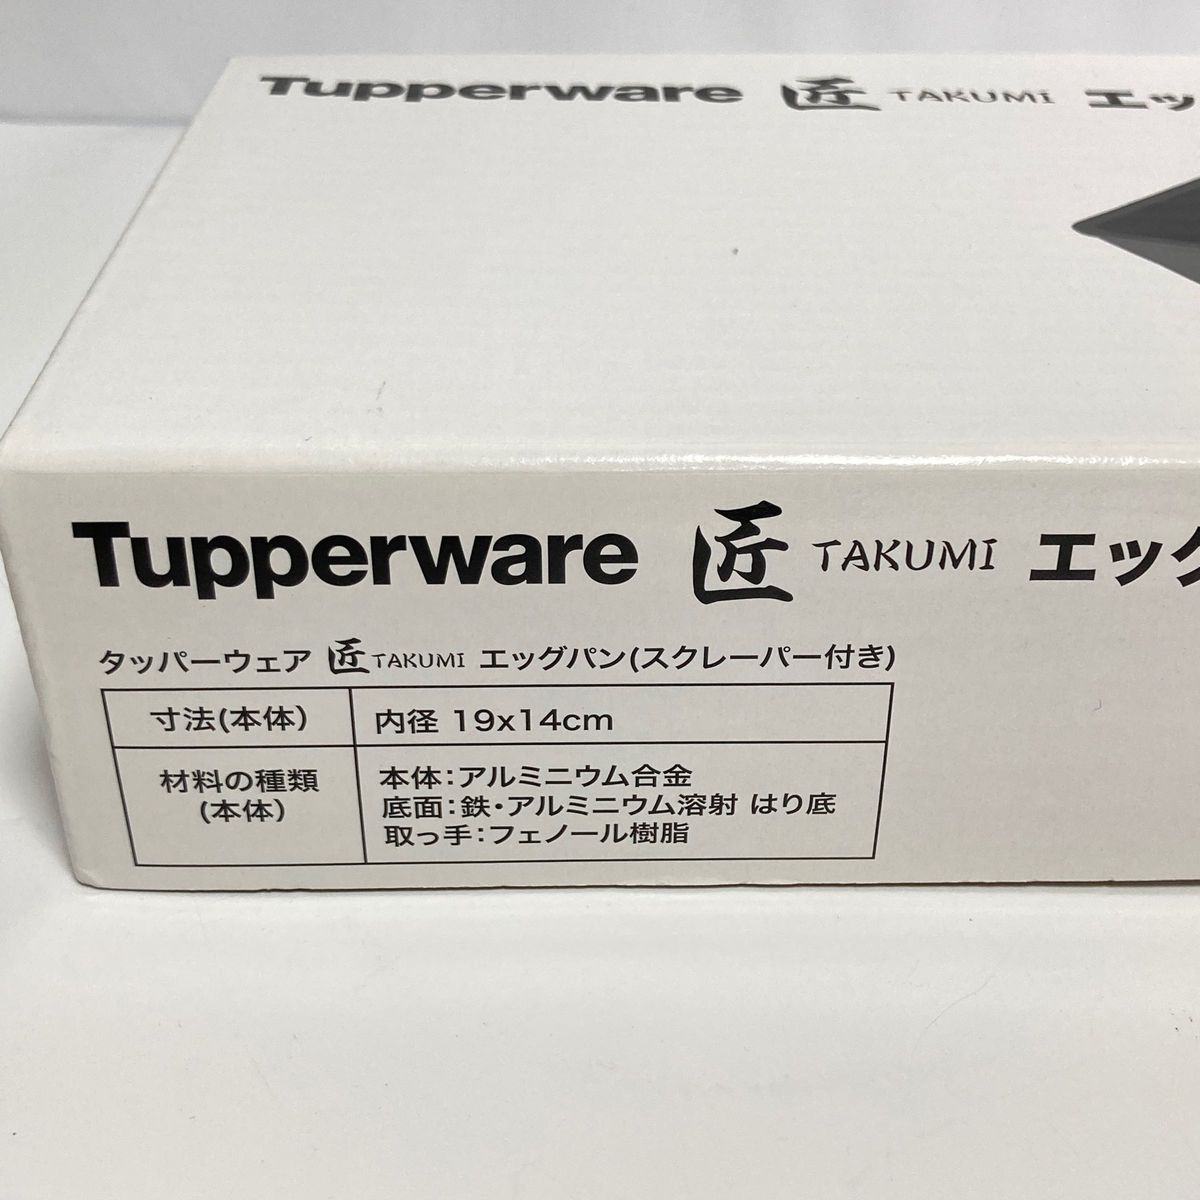 Tupperware 匠 TAKUMI エッ
Tupperware 匠 TAKUMI エッグ
タッパーウェア 匠 TAKUMI エッグパン(スクレーパー付き)
寸法(本体) 内径 19x14cm
材料の種類
(本体)
本体:アルミニウム合金
底面:鉄・アルミニウム溶射 はり底
取っ手:フェノール樹脂